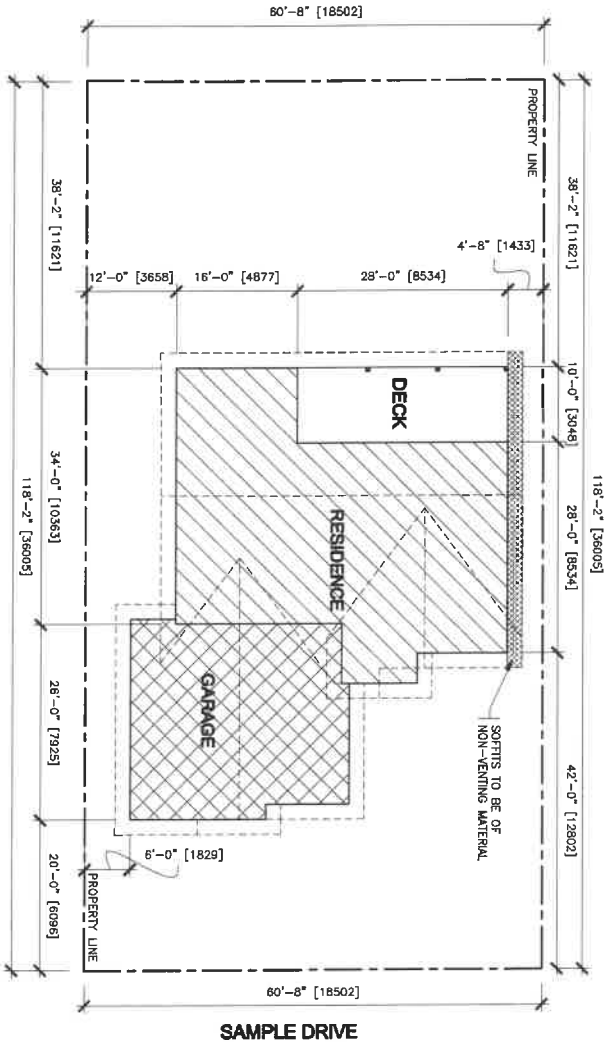 60'-8" [18502]
PROPERTY LINE
38'-2" [11621]
38'-2" [11621]
4'-8" [1433]
12'-0" [3658]
16'-0" [4877]
28'-0" [8534]
DECK
10'-0" [3048]
118'-2" [36005]
118'-2" [36005]
34'-0" [10363]
28'-0" [8534]
RESIDENCE
GARAGE
SOFFITS TO BE OF
NON-VENTING MATERIAL
26'-0" [7925]
42'-0" [12802]
6'-0" [1829]
20'-0" [6096]
PROPERTY LINE
60'-8" [18502]
SAMPLE DRIVE